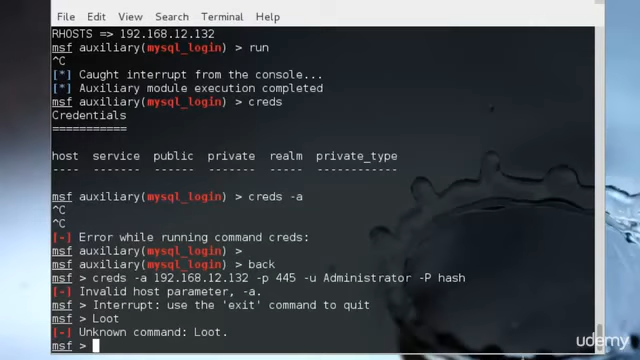 File Edit View Search Terminal Help
RHOSTS => 192.168.12.132
msf auxiliary(mysql_login) > run
^C
[*] Caught interrupt from the console...
[*] Auxiliary module execution completed
msf auxiliary(mysql_login) > creds
Credentials
===========
host service public private realm private_type
---- ------- ------ ------- ----- ------------
msf auxiliary(mysql_login) > creds -a
^C
^C
[-] Error while running command creds:
msf auxiliary(mysql_login) >
msf auxiliary(mysql_login) > back
msf > creds -a 192.168.12.132 -p 445 -u Administrator -P hash
[-] Invalid host parameter, -a.
msf > Interrupt: use the 'exit' command to quit
msf > Loot
[-] Unknown command: Loot.
msf >
udemy